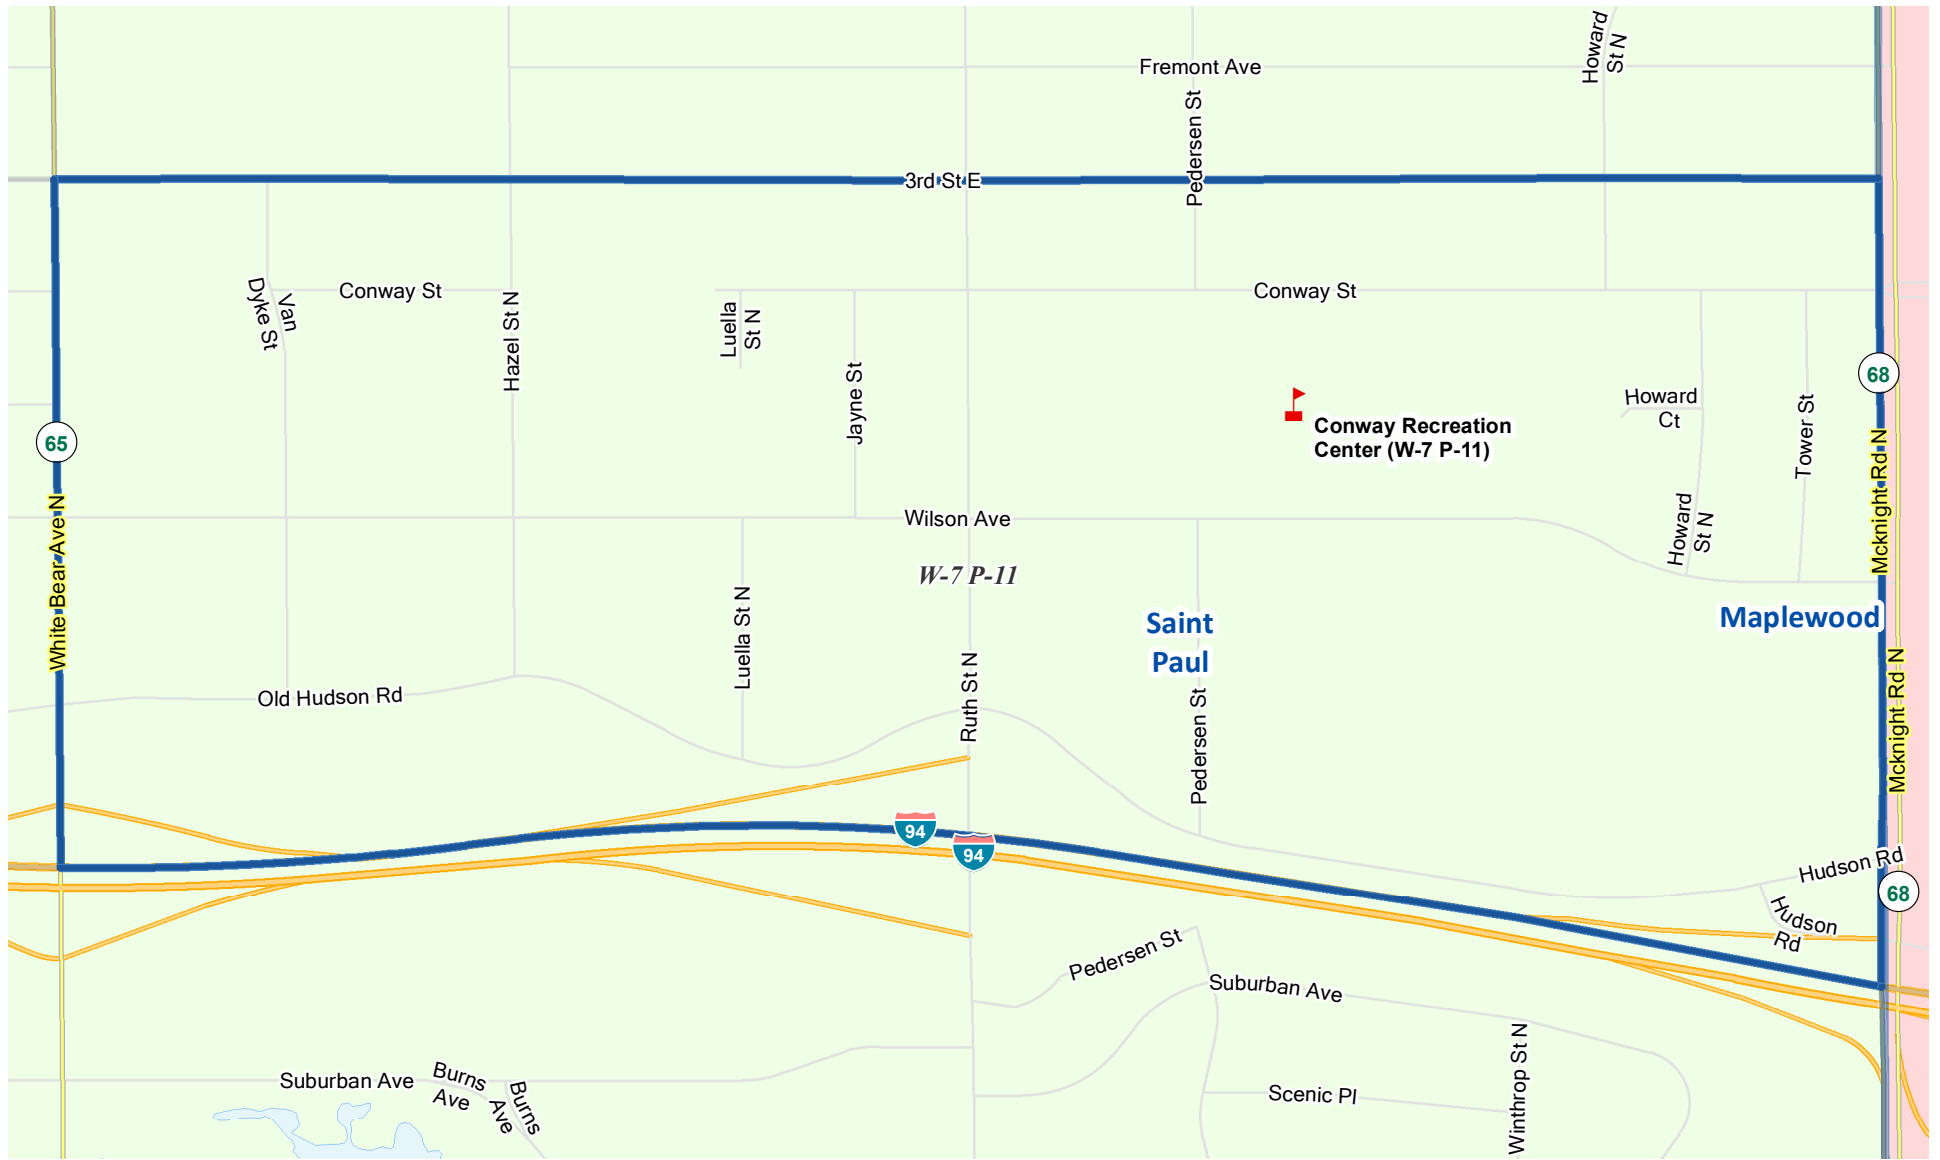 Howard
St N
Fremont Ave
Pedersen St
3rd St E
Van
Dyke St
Conway St
Hazel St N
Luella
St N
Jayne St
Conway St
Conway Recreation
Center (W-7 P-11)
Howard
Ct
Tower St
68
Mcknight Rd N
65
White Bear Ave N
Wilson Ave
Howard
St N
W-7 P-11
Saint
Paul
Maplewood
Luella St N
Ruth St N
Pedersen St
Mcknight Rd N
Old Hudson Rd
94
94
Hudson Rd
68
Hudson
Rd
Pedersen St
Suburban Ave
Suburban Ave
Burns
Ave
Burns
Ave
Scenic Pl
Winthrop St N